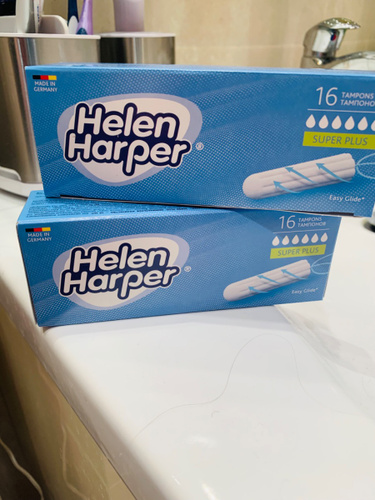 MADE IN
GERMANY
Helen
Harper®
16 TAMPONS
ТАМПОНОВ
SUPER PLUS
Easy Glide*
MADE IN
GERMANY
Helen
Harper®
16 TAMPONS
ТАМПОНОВ
SUPER PLUS
Easy Glide*